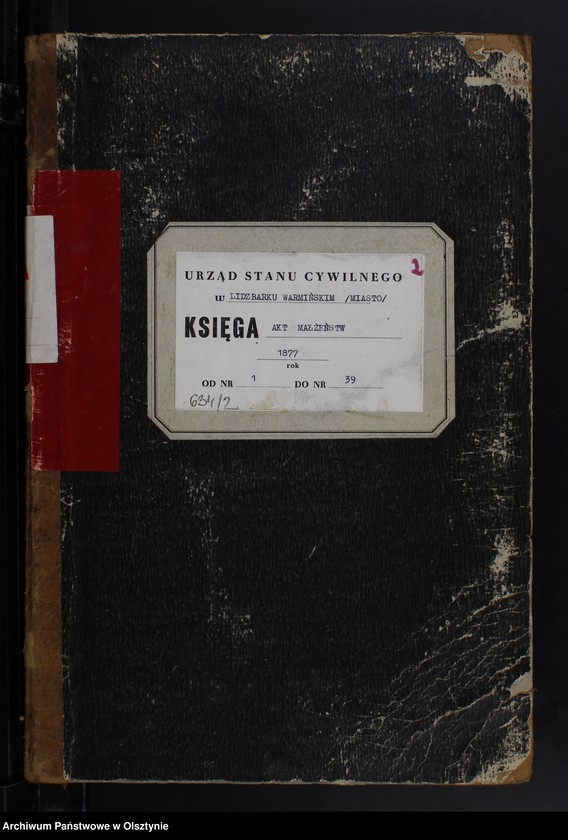 URZĄD STANU CYWILNEGO
2
w LIDZBARKU WARMIŃSKIM /MIASTO/
KSIĘGA AKT MAŁŻEŃSTW
1877
rok
OD NR 1 DO NR 39
634/2
Archiwum Państwowe w Olsztynie